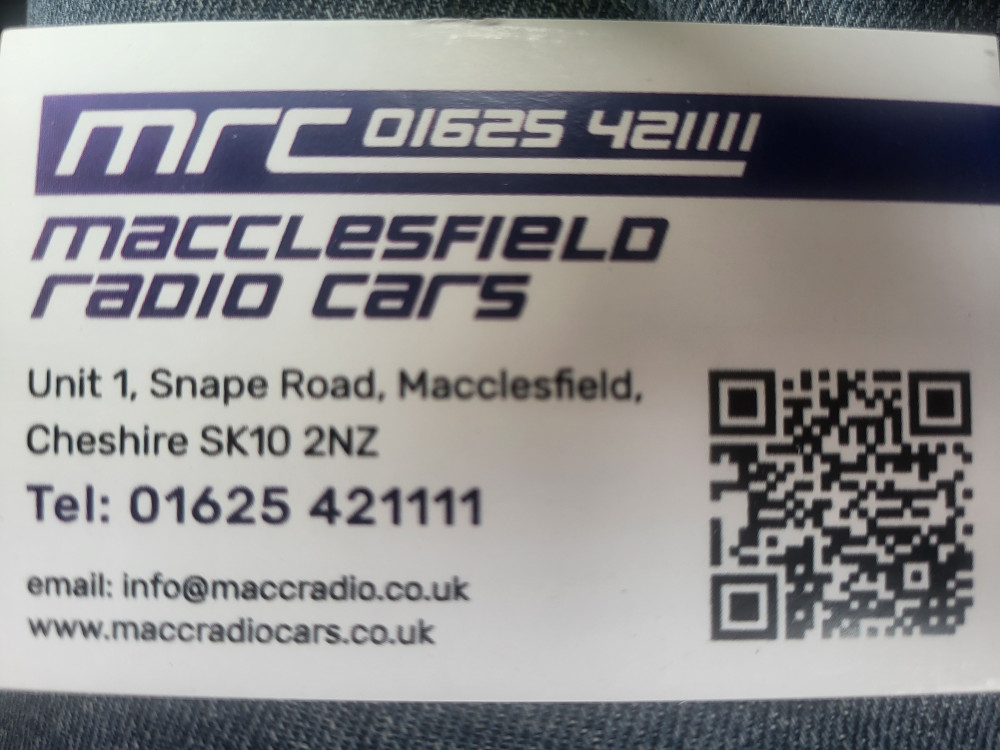 mrc 01625 421111
macclesfield
radio cars
Unit 1, Snape Road, Macclesfield,
Cheshire SK10 2NZ
Tel: 01625 421111
email: info@maccradio.co.uk
www.maccradiocars.co.uk